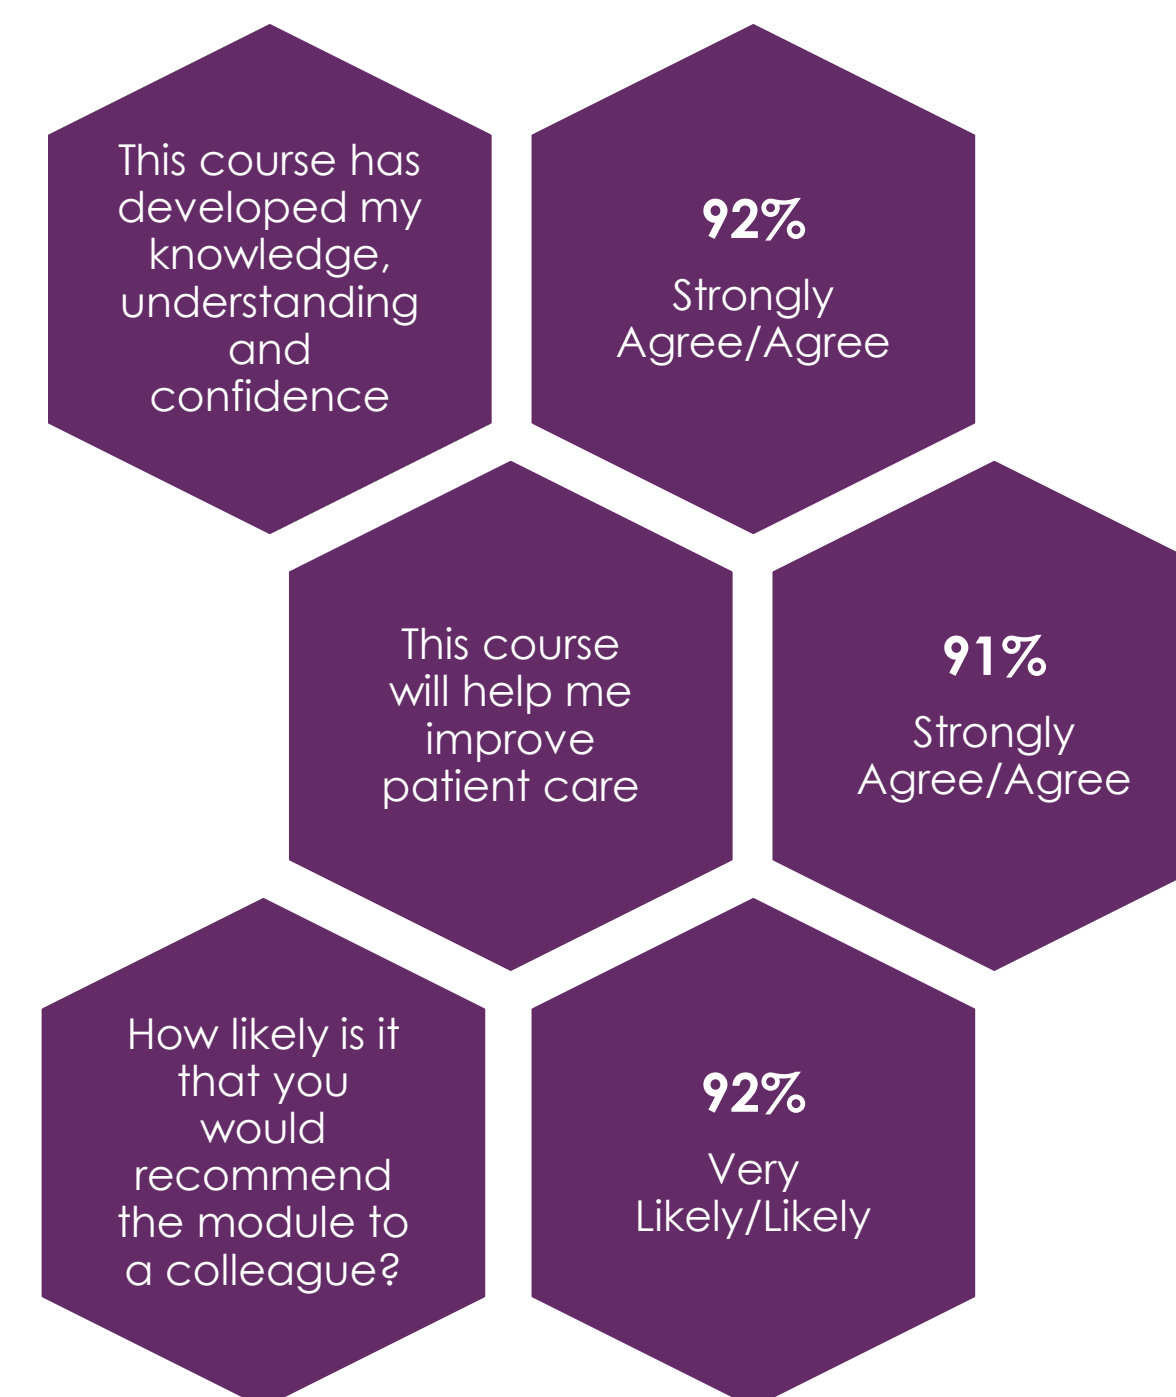 This course has
developed my
knowledge,
understanding
and
confidence
92%
Strongly
Agree/Agree
This course
will help me
improve
patient care
91%
Strongly
Agree/Agree
How likely is it
that you
would
recommend
the module to
a colleague?
92%
Very
Likely/Likely